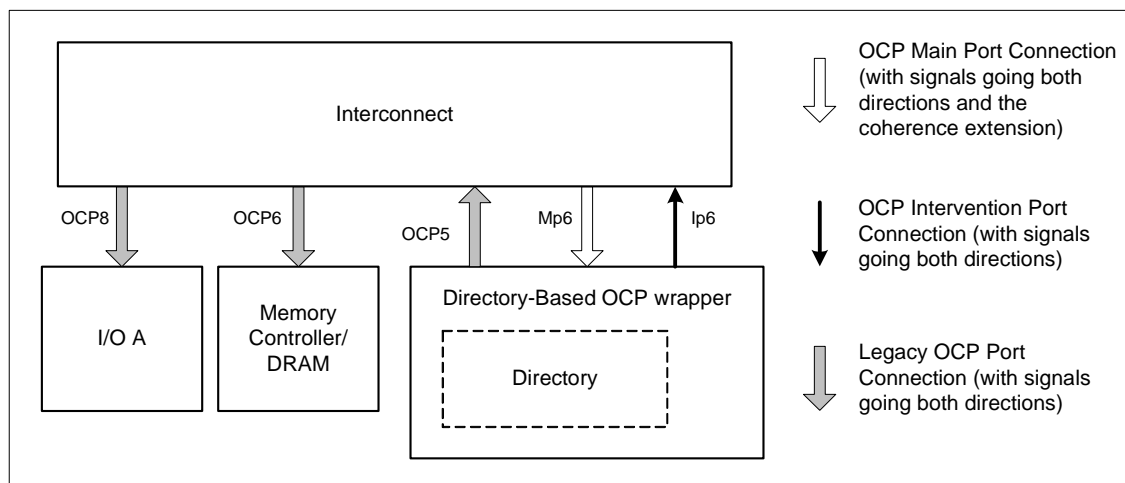 Interconnect
OCP8
OCP6
OCP5
Mp6
Ip6
I/O A
Memory
Controller/
DRAM
Directory-Based OCP wrapper
Directory
OCP Main Port Connection
(with signals going both
directions and the
coherence extension)
OCP Intervention Port
Connection (with signals
going both directions)
Legacy OCP Port
Connection (with signals
going both directions)